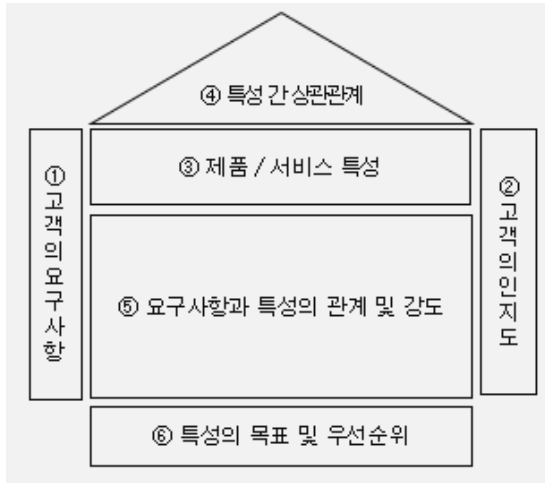 ④ 특성 간 상관관계
③ 제품 / 서비스 특성
① 고객의 요구사항
② 고객의 인지도
⑤ 요구사항과 특성의 관계 및 강도
⑥ 특성의 목표 및 우선순위